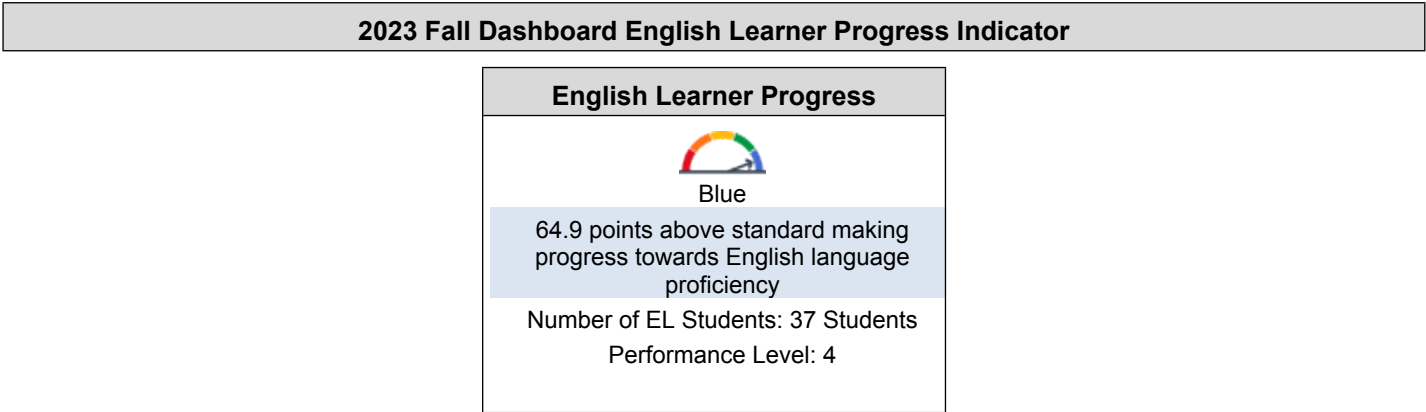 2023 Fall Dashboard English Learner Progress Indicator
English Learner Progress
Blue
64.9 points above standard making
progress towards English language
proficiency
Number of EL Students: 37 Students
Performance Level: 4